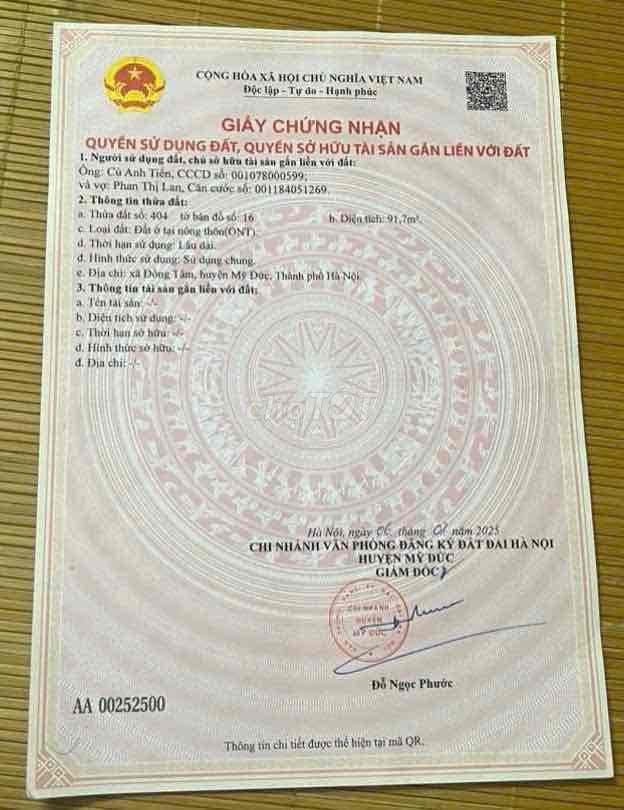 CỘNG HÒA XÃ HỘI CHỦ NGHĨA VIỆT NAM
Độc lập - Tự do - Hạnh phúc
GIẤY CHỨNG NHẬN
QUYỀN SỬ DỤNG ĐẤT, QUYỀN SỞ HỮU TÀI SẢN GẮN LIỀN VỚI ĐẤT
1. Người sử dụng đất, chủ sở hữu tài sản gắn liền với đất:
Ông: Cù Anh Tiến, CCCD số: 001078000599;
và vợ: Phan Thị Lan, Căn cước số: 001184051269.
2. Thông tin thửa đất:
a. Thửa đất số: 404 tờ bản đồ số: 16 b. Diện tích: 91,7m².
c. Loại đất: Đất ở tại nông thôn(ONT).
d. Thời hạn sử dụng: Lâu dài.
đ. Hình thức sử dụng: Sử dụng chung.
e. Địa chỉ: xã Đồng Tâm, huyện Mỹ Đức, Thành phố Hà Nội.
3. Thông tin tài sản gắn liền với đất:
a. Tên tài sản: -/-
b. Diện tích sử dụng: -/-
c. Thời hạn sở hữu: -/-
d. Hình thức sở hữu: -/-
đ. Địa chỉ: -/-
chợTỐT
Hà Nội, ngày 06 tháng 01 năm 2025
CHI NHÁNH VĂN PHÒNG ĐĂNG KÝ ĐẤT ĐAI HÀ NỘI
HUYỆN MỸ ĐỨC
GIÁM ĐỐC
CHI NHÁNH
HUYỆN
MỸ ĐỨC
Đỗ Ngọc Phước
AA 00252500
Thông tin chi tiết được thể hiện tại mã QR.